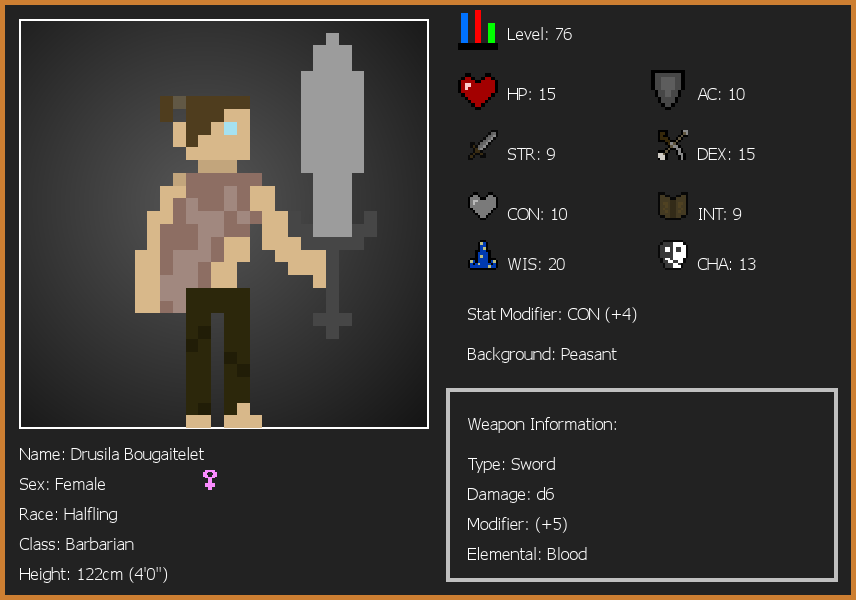 Level: 76
HP: 15
AC: 10
STR: 9
DEX: 15
CON: 10
INT: 9
WIS: 20
CHA: 13
Stat Modifier: CON (+4)
Background: Peasant
Weapon Information:
Type: Sword
Damage: d6
Modifier: (+5)
Elemental: Blood
Name: Drusila Bougaitelet
Sex: Female
Race: Halfling
Class: Barbarian
Height: 122cm (4'0")